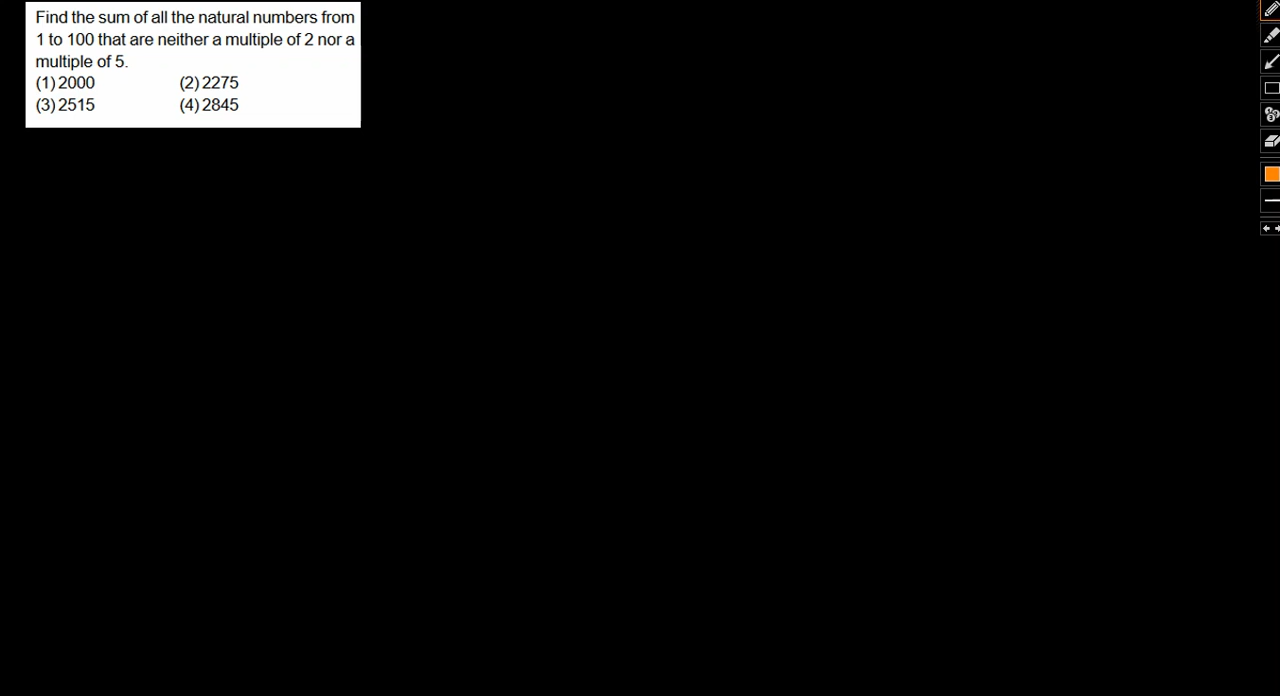 Find the sum of all the natural numbers from
1 to 100 that are neither a multiple of 2 nor a
multiple of 5.
(1) 2000 (2) 2275
(3) 2515 (4) 2845